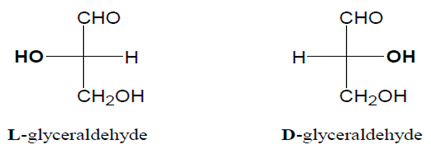 CHO CHO
HO H H OH
CH₂OH CH₂OH
L-glyceraldehyde D-glyceraldehyde